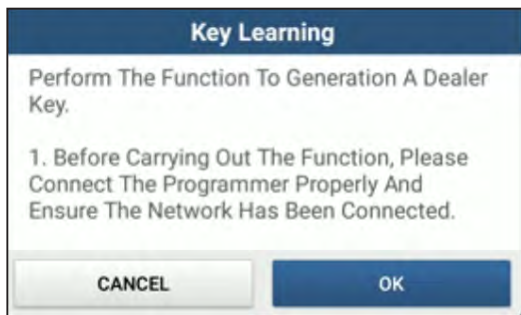 Key Learning
Perform The Function To Generation A Dealer
Key.
1. Before Carrying Out The Function, Please
Connect The Programmer Properly And
Ensure The Network Has Been Connected.
CANCEL
OK